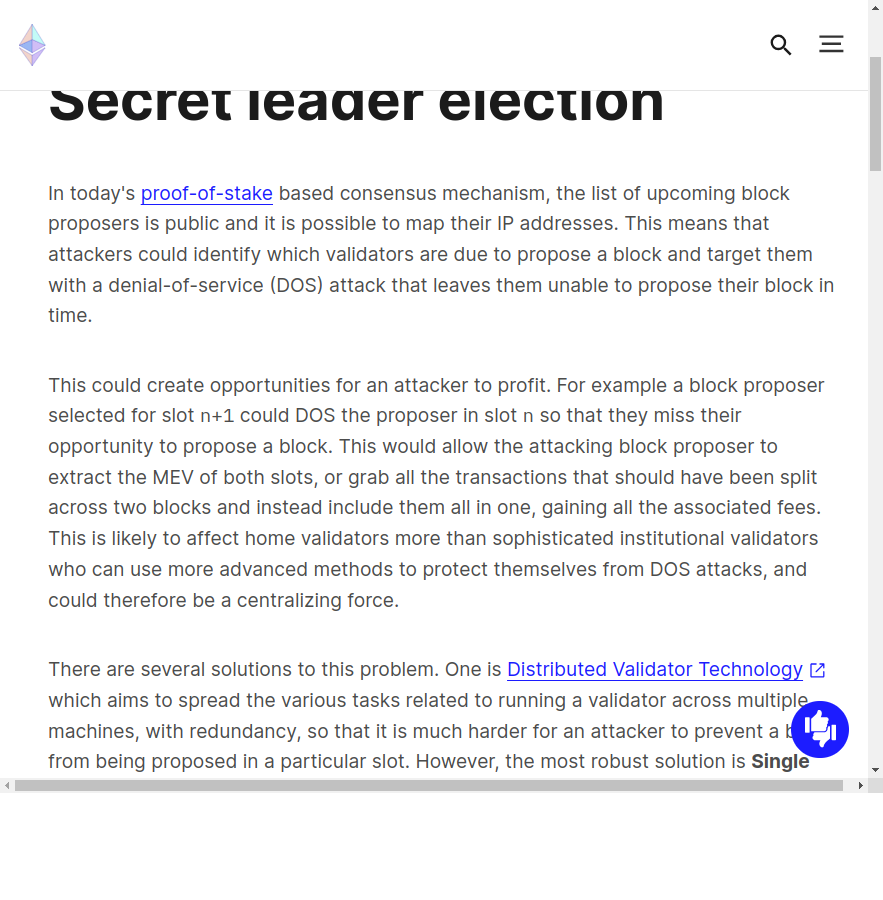 Secret leader election
In today's proof-of-stake based consensus mechanism, the list of upcoming block
proposers is public and it is possible to map their IP addresses. This means that
attackers could identify which validators are due to propose a block and target them
with a denial-of-service (DOS) attack that leaves them unable to propose their block in
time.
This could create opportunities for an attacker to profit. For example a block proposer
selected for slot n+1 could DOS the proposer in slot n so that they miss their
opportunity to propose a block. This would allow the attacking block proposer to
extract the MEV of both slots, or grab all the transactions that should have been split
across two blocks and instead include them all in one, gaining all the associated fees.
This is likely to affect home validators more than sophisticated institutional validators
who can use more advanced methods to protect themselves from DOS attacks, and
could therefore be a centralizing force.
There are several solutions to this problem. One is Distributed Validator Technology
which aims to spread the various tasks related to running a validator across multiple
machines, with redundancy, so that it is much harder for an attacker to prevent a
from being proposed in a particular slot. However, the most robust solution is Single